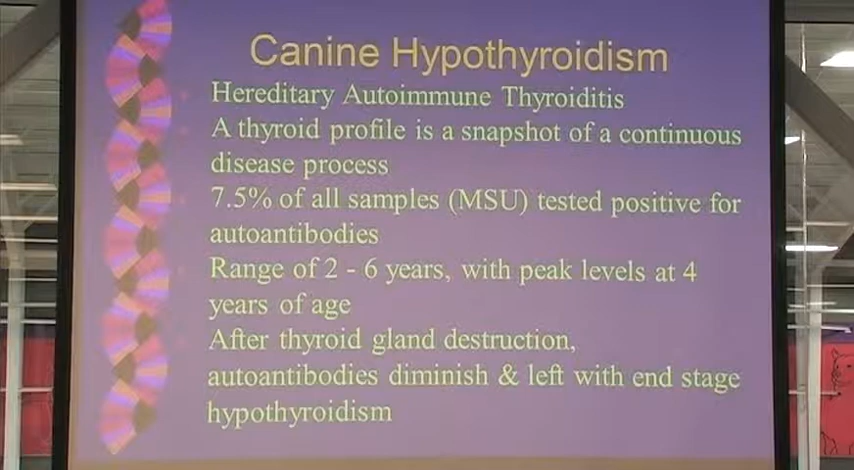 Canine Hypothyroidism
Hereditary Autoimmune Thyroiditis
A thyroid profile is a snapshot of a continuous
disease process
7.5% of all samples (MSU) tested positive for
autoantibodies
Range of 2 - 6 years, with peak levels at 4
years of age
After thyroid gland destruction,
autoantibodies diminish & left with end stage
hypothyroidism